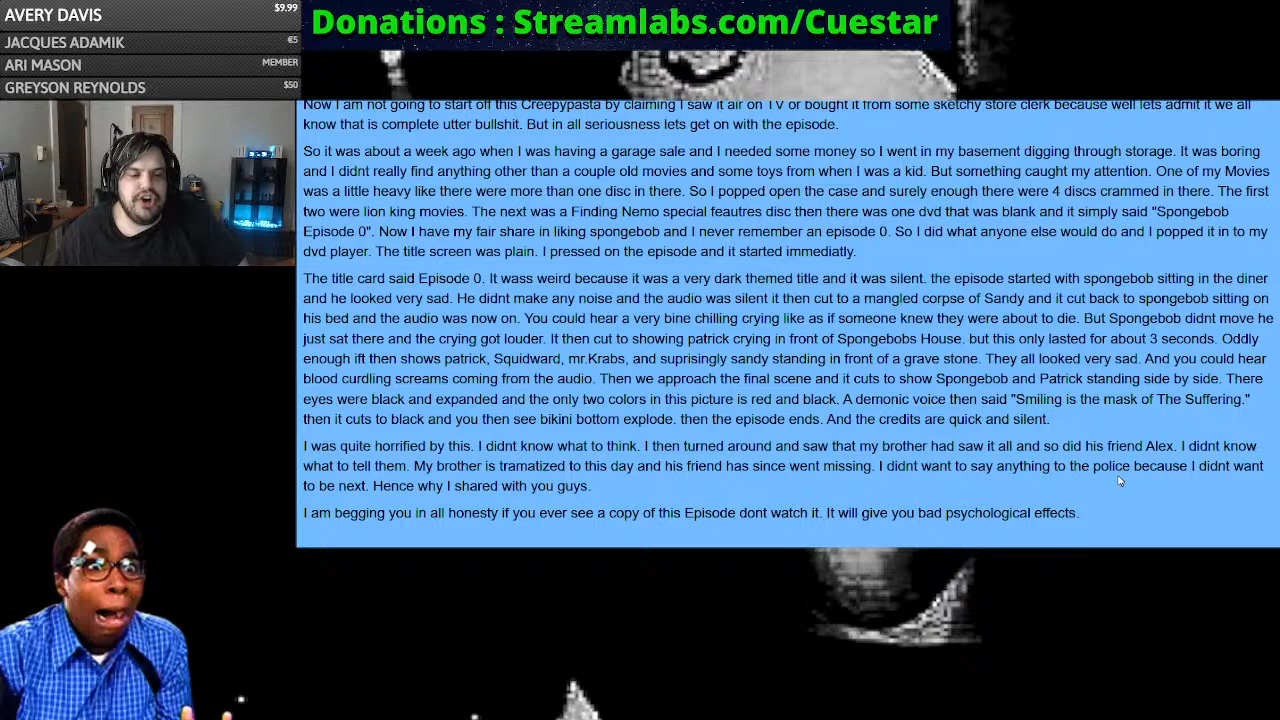 AVERY DAVIS $9.99
JACQUES ADAMIK €5
ARI MASON MEMBER
GREYSON REYNOLDS $50
Donations : Streamlabs.com/Cuestar
Now I am not going to start off this Creepypasta by claiming I saw it air on TV or bought it from some sketchy store clerk because well lets admit it we all
know that is complete utter bullshit. But in all seriousness lets get on with the episode.
So it was about a week ago when I was having a garage sale and I needed some money so I went in my basement digging through storage. It was boring
and I didnt really find anything other than a couple old movies and some toys from when I was a kid. But something caught my attention. One of my Movies
was a little heavy like there were more than one disc in there. So I popped open the case and surely enough there were 4 discs crammed in there. The first
two were lion king movies. The next was a Finding Nemo special feautres disc then there was one dvd that was blank and it simply said "Spongebob
Episode 0". Now I have my fair share in liking spongebob and I never remember an episode 0. So I did what anyone else would do and I popped it in to my
dvd player. The title screen was plain. I pressed on the episode and it started immediatly.
The title card said Episode 0. It wass weird because it was a very dark themed title and it was silent. the episode started with spongebob sitting in the diner
and he looked very sad. He didnt make any noise and the audio was silent it then cut to a mangled corpse of Sandy and it cut back to spongebob sitting on
his bed and the audio was now on. You could hear a very bine chilling crying like as if someone knew they were about to die. But Spongebob didnt move he
just sat there and the crying got louder. It then cut to showing patrick crying in front of Spongebobs House. but this only lasted for about 3 seconds. Oddly
enough ift then shows patrick, Squidward, mr.Krabs, and suprisingly sandy standing in front of a grave stone. They all looked very sad. And you could hear
blood curdling screams coming from the audio. Then we approach the final scene and it cuts to show Spongebob and Patrick standing side by side. There
eyes were black and expanded and the only two colors in this picture is red and black. A demonic voice then said "Smiling is the mask of The Suffering."
then it cuts to black and you then see bikini bottom explode. then the episode ends. And the credits are quick and silent.
I was quite horrified by this. I didnt know what to think. I then turned around and saw that my brother had saw it all and so did his friend Alex. I didnt know
what to tell them. My brother is tramatized to this day and his friend has since went missing. I didnt want to say anything to the police because I didnt want
to be next. Hence why I shared with you guys.
I am begging you in all honesty if you ever see a copy of this Episode dont watch it. It will give you bad psychological effects.